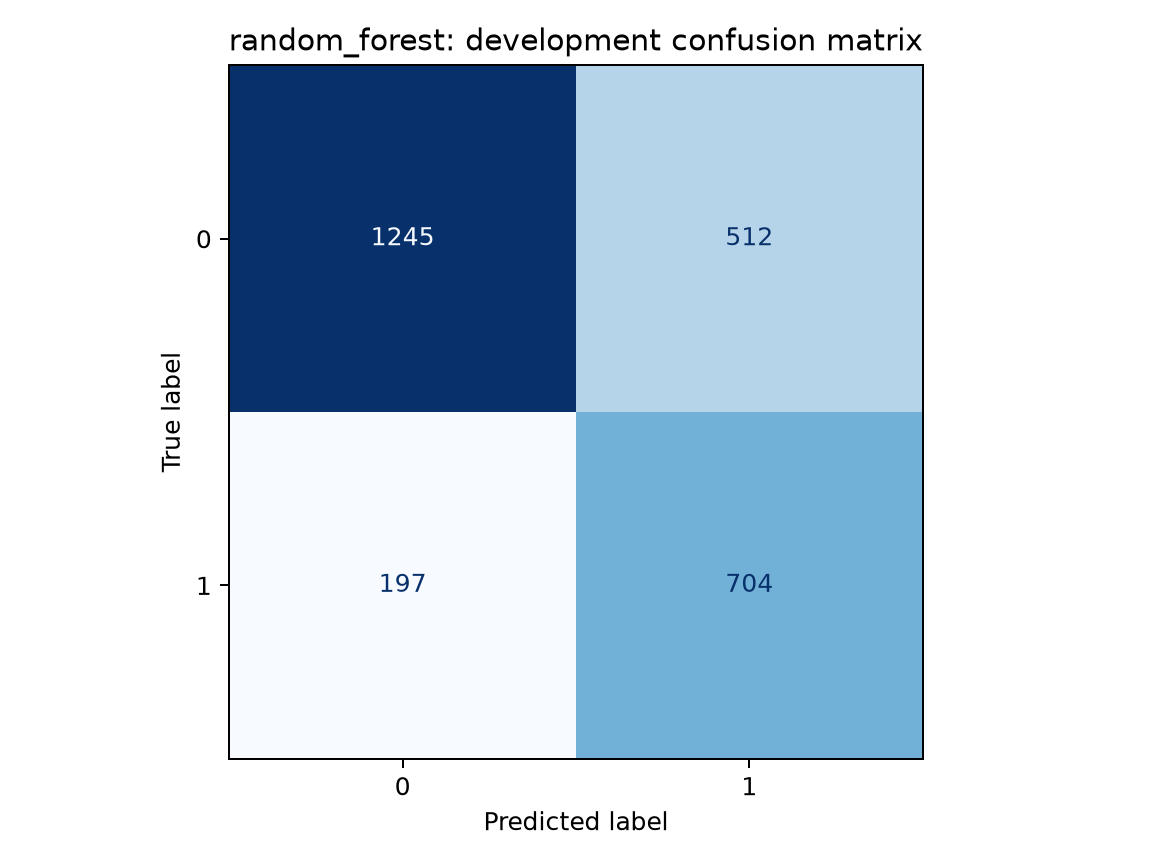 random_forest: development confusion matrix
0
1245
512
True label
1
197
704
0
1
Predicted label